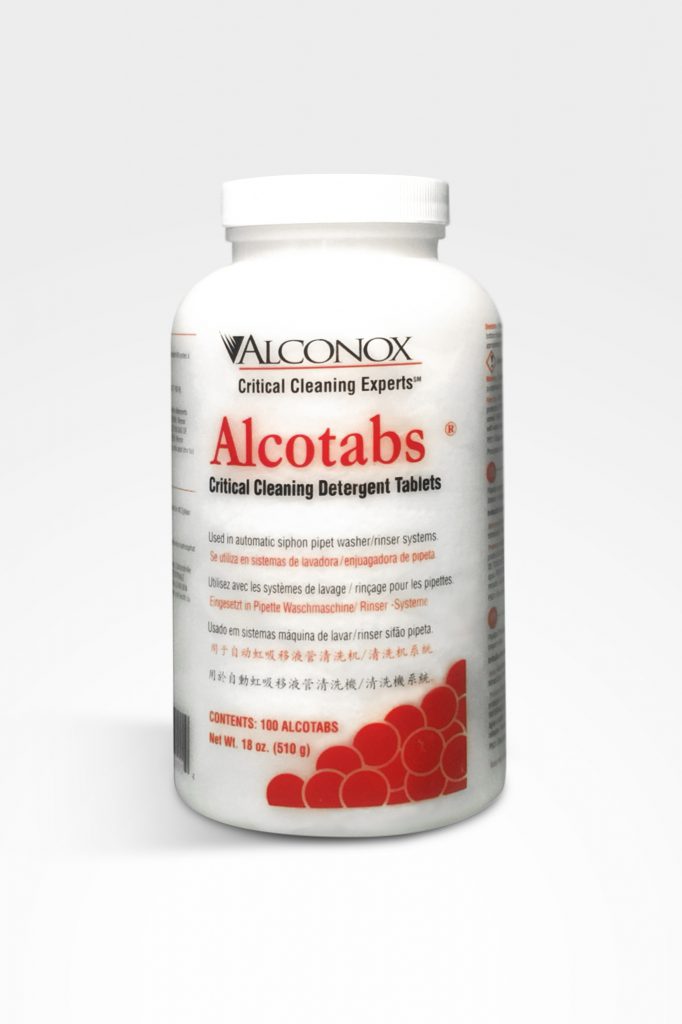 ALCONOX
Critical Cleaning Experts℠
Alcotabs ®
Critical Cleaning Detergent Tablets
Used in automatic siphon pipet washer/rinser systems.
Se utiliza en sistemas de lavadora/enjuagadora de pipeta.
Utilisez avec les systèmes de lavage / rinçage pour les pipettes.
Eingesetzt in Pipette Waschmaschine/ Rinser -Systeme
Usado em sistemas máquina de lavar/rinser sifão pipeta.
用于自动虹吸移液管清洗机/清洗机系统
用於自動虹吸移液管清洗機/清洗機系統.
CONTENTS: 100 ALCOTABS
Net Wt. 18 oz. (510 g)